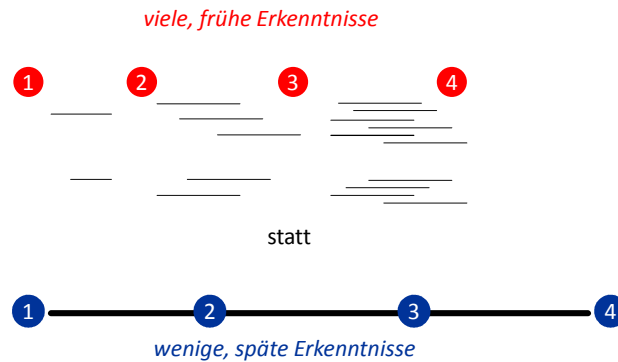 viele, frühe Erkenntnisse
1 2 3 4
statt
1 2 3 4
wenige, späte Erkenntnisse